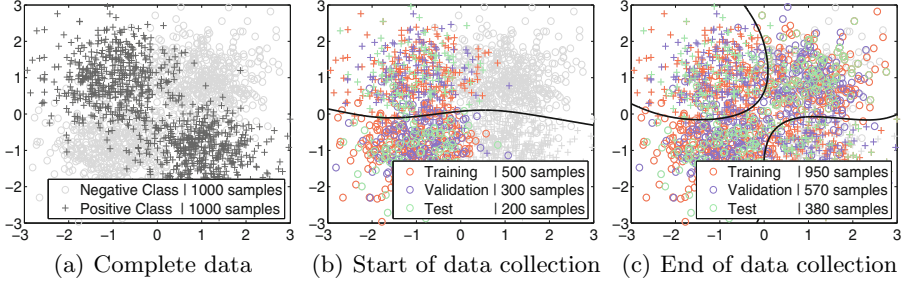 3
2
1
0
−1
−2
−3
−3 −2 −1 0 1 2 3
Negative Class | 1000 samples
Positive Class | 1000 samples
(a) Complete data
3
2
1
0
−1
−2
3
−3 −2 −1 0 1 2 3
Training | 500 samples
Validation | 300 samples
Test | 200 samples
(b) Start of data collection
3
2
1
0
−1
−2
3
−3 −2 −1 0 1 2 3
Training | 950 samples
Validation | 570 samples
Test | 380 samples
(c) End of data collection